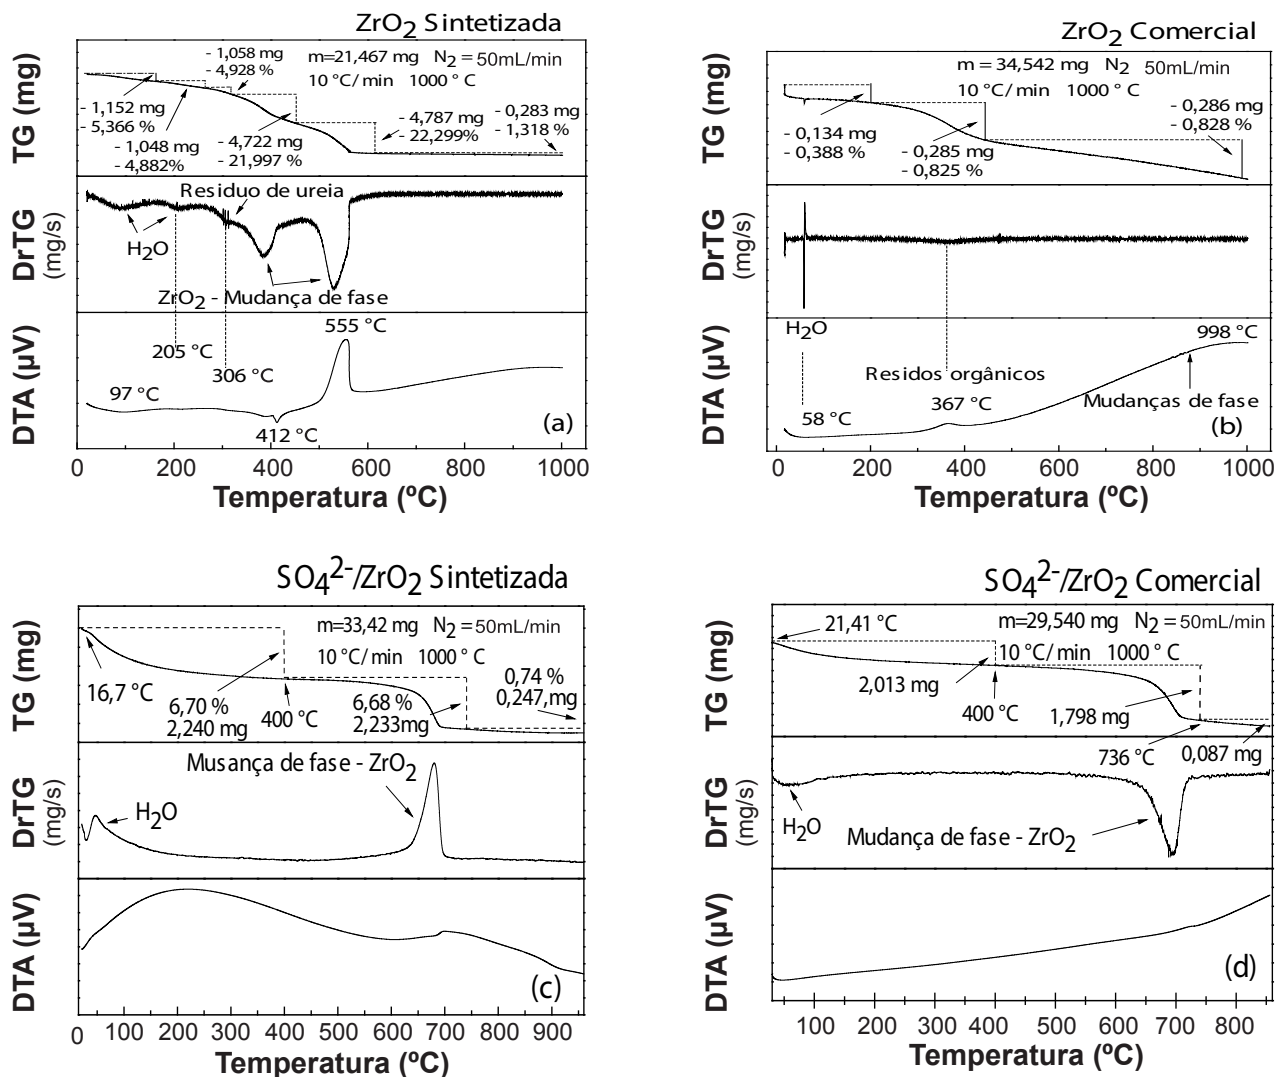 ZrO2 Sintetizada
TG (mg)
- 1,058 mg
- 4,928 %
m=21,467 mg N2 = 50mL/min
10 °C/ min 1000 ° C
- 1,152 mg
- 5,366 %
- 1,048 mg
- 4,882%
- 4,722 mg
- 21,997 %
- 4,787 mg
- 22,299%
- 0,283 mg
- 1,318 %
DrTG
(mg/s)
Residuo de ureia
H2O
ZrO2 - Mudança de fase
DTA (µV)
555 °C
205 °C
306 °C
97 °C
412 °C
(a)
0 200 400 600 800 1000
Temperatura (ºC)
ZrO2 Comercial
TG (mg)
m = 34,542 mg N2 50mL/min
10 °C/ min 1000 ° C
- 0,134 mg
- 0,388 %
- 0,285 mg
- 0,825 %
- 0,286 mg
- 0,828 %
DrTG
(mg/s)
DTA (µV)
H2O
998 °C
Residos orgânicos
367 °C
Mudanças de fase
58 °C
(b)
0 200 400 600 800 1000
Temperatura (ºC)
SO42-/ZrO2 Sintetizada
TG (mg)
m=33,42 mg N2 = 50mL/min
10 °C/ min 1000 ° C
16,7 °C
6,70 %
2,240 mg
400 °C
6,68 %
2,233mg
0,74 %
0,247,mg
DrTG
(mg/s)
Musança de fase - ZrO2
H2O
DTA (µV)
(c)
0 100 200 300 400 500 600 700 800 900
Temperatura (ºC)
SO42-/ZrO2 Comercial
TG (mg)
21,41 °C
m=29,540 mg N2 = 50mL/min
10 °C/ min 1000 ° C
2,013 mg
400 °C
1,798 mg
736 °C
0,087 mg
DrTG
(mg/s)
H2O
Mudança de fase - ZrO2
DTA (µV)
(d)
100 200 300 400 500 600 700 800
Temperatura (ºC)